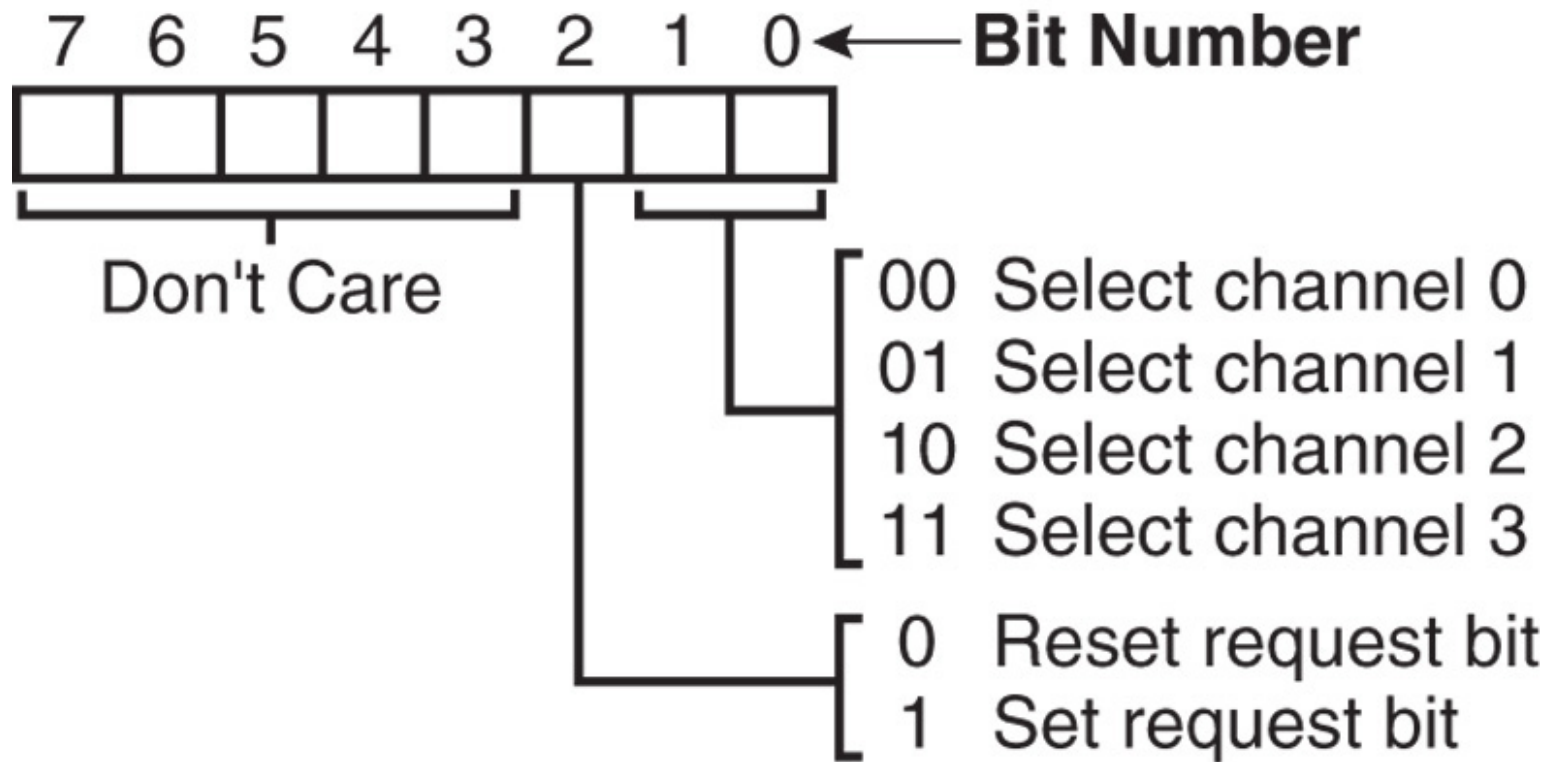 7 6 5 4 3 2 1 0 Bit Number
Don't Care
00 Select channel 0
01 Select channel 1
10 Select channel 2
11 Select channel 3
0 Reset request bit
1 Set request bit